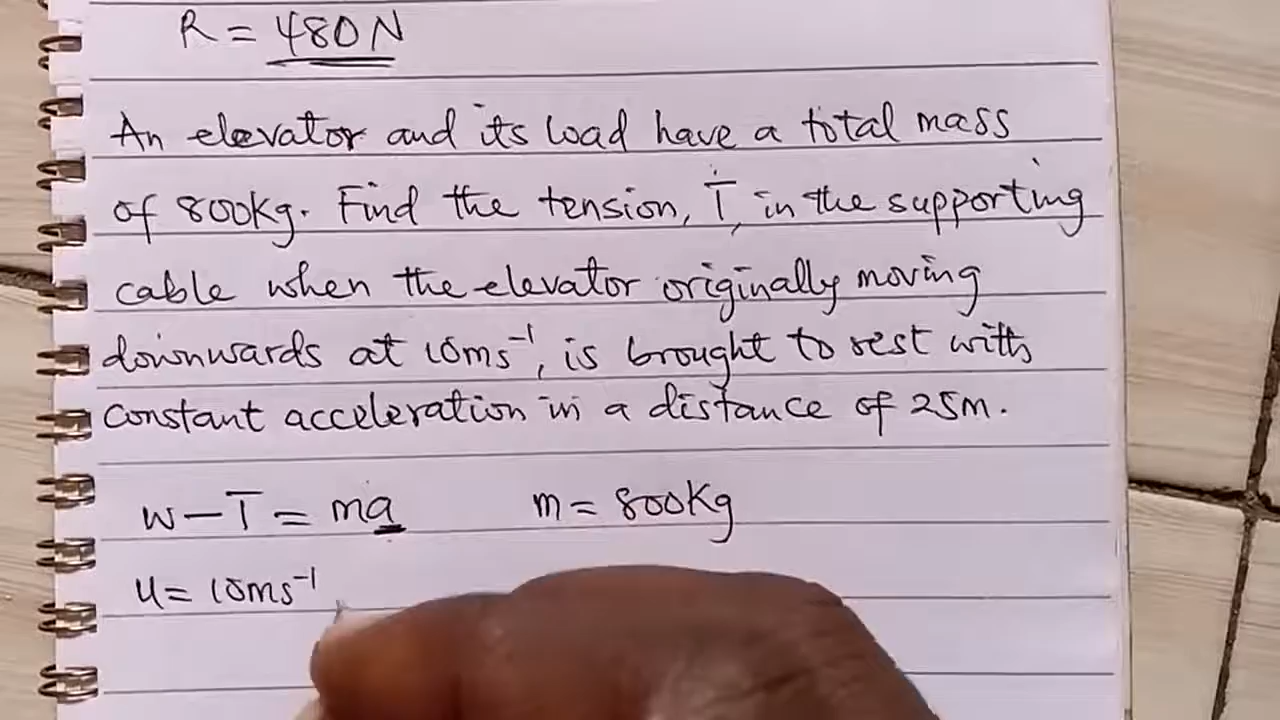 R = 480N
An elevator and its load have a total mass
of 800kg. Find the tension, T, in the supporting
cable when the elevator originally moving
downwards at 10ms⁻¹, is brought to rest with
constant acceleration in a distance of 25m.
W - T = ma m = 800kg
u = 10ms⁻¹